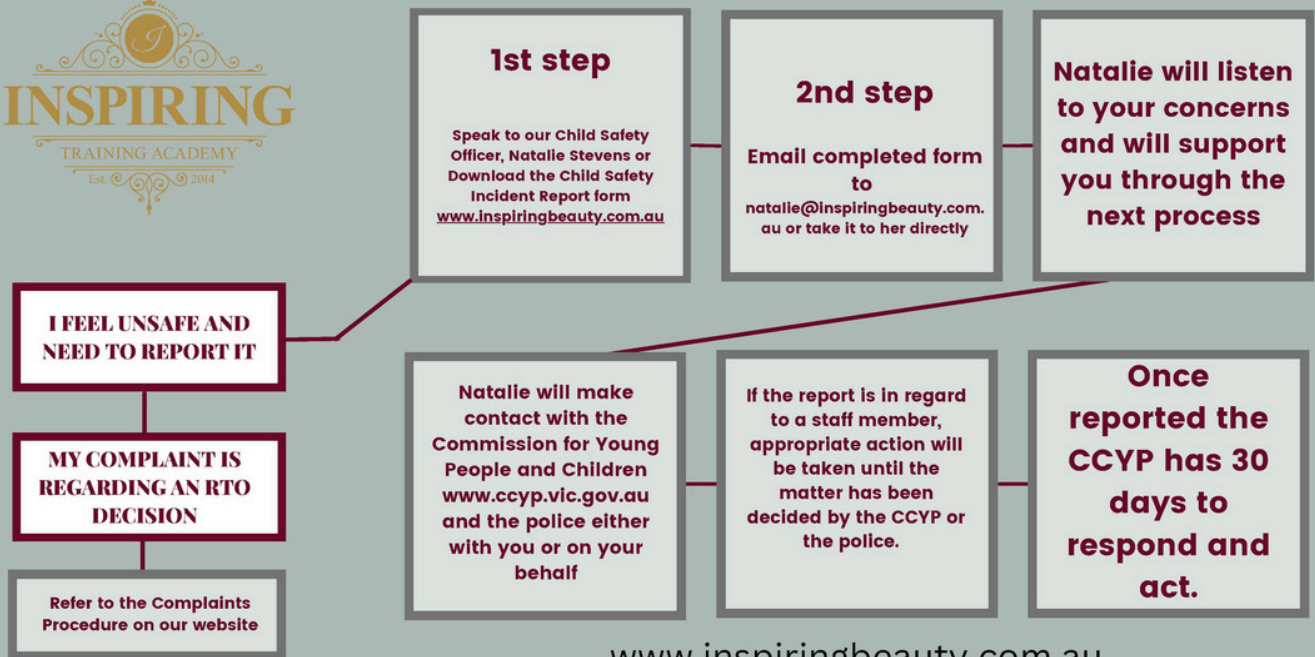 INSPIRING
TRAINING ACADEMY
Est. 2014
I FEEL UNSAFE AND
NEED TO REPORT IT
MY COMPLAINT IS
REGARDING AN RTO
DECISION
Refer to the Complaints
Procedure on our website
1st step
Speak to our Child Safety
Officer, Natalie Stevens or
Download the Child Safety
Incident Report form
www.inspiringbeauty.com.au
2nd step
Email completed form
to
natalie@inspiringbeauty.com.
au or take it to her directly
Natalie will listen
to your concerns
and will support
you through the
next process
Natalie will make
contact with the
Commission for Young
People and Children
www.ccyp.vic.gov.au
and the police either
with you or on your
behalf
If the report is in regard
to a staff member,
appropriate action will
be taken until the
matter has been
decided by the CCYP or
the police.
Once
reported the
CCYP has 30
days to
respond and
act.
www.inspiringbeauty.com.au